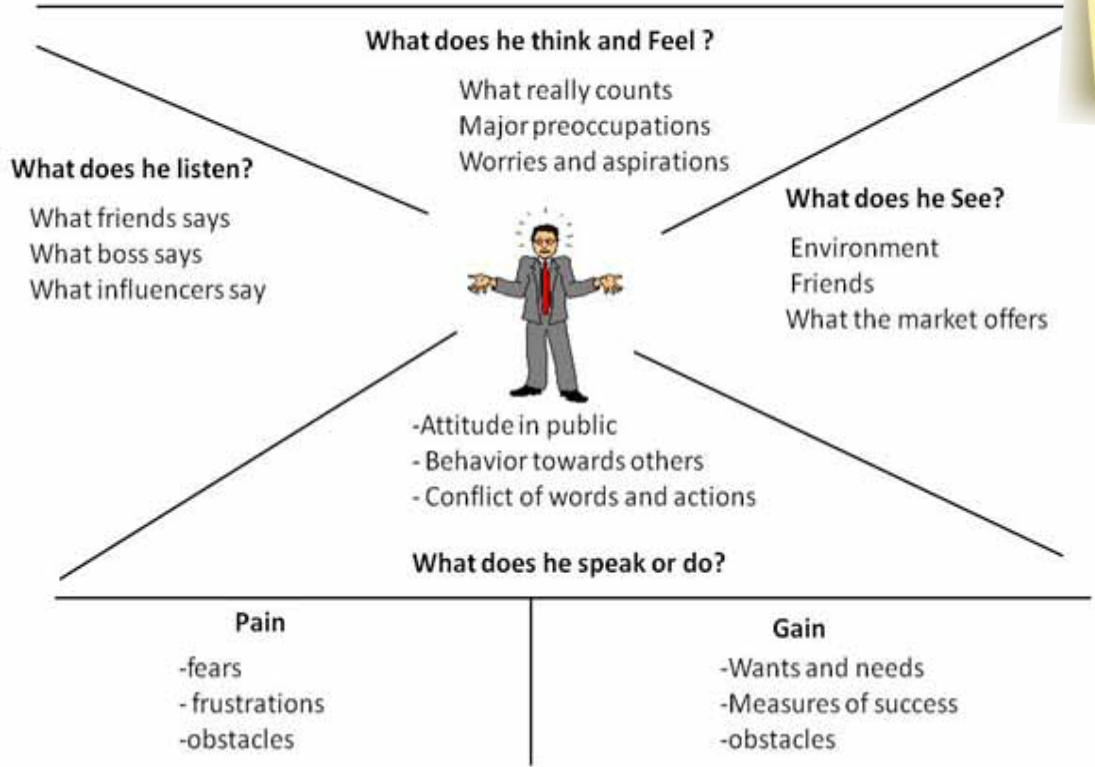 What does he think and Feel ?
What really counts
Major preoccupations
Worries and aspirations
What does he listen?
What friends says
What boss says
What influencers say
What does he See?
Environment
Friends
What the market offers
-Attitude in public
- Behavior towards others
- Conflict of words and actions
What does he speak or do?
Pain
-fears
- frustrations
-obstacles
Gain
-Wants and needs
-Measures of success
-obstacles